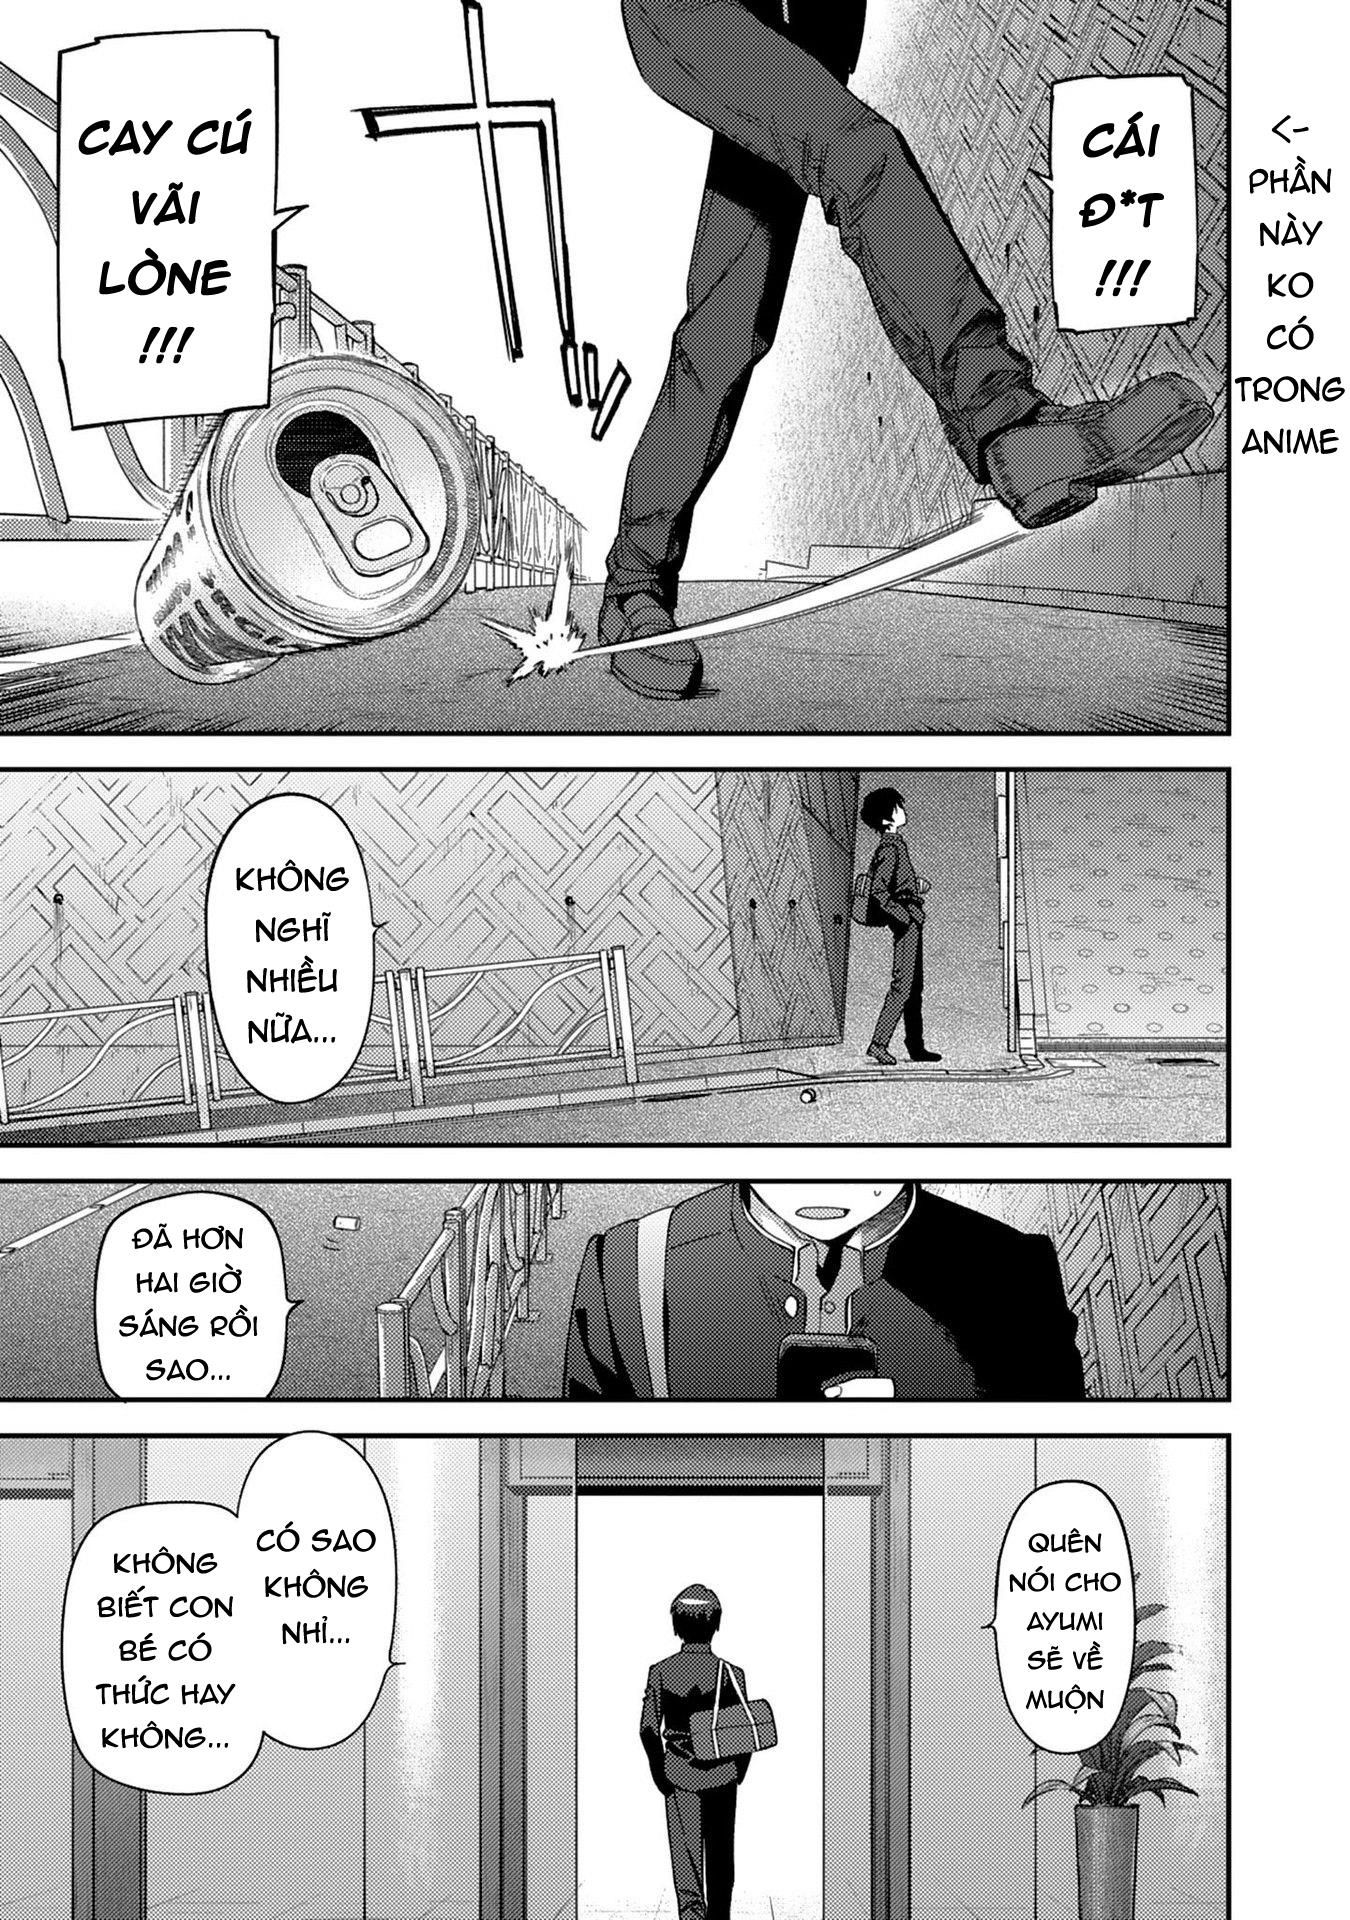 <-
PHẦN
NÀY
KO
CÓ
TRONG
ANIME
CÁI
Đ*T
!!!
CAY CÚ
VÃI
LÒNE
!!!
KHÔNG
NGHĨ
NHIỀU
NỮA...
ĐÃ HƠN
HAI GIỜ
SÁNG RỒI
SAO...
QUÊN
NÓI CHO
AYUMI
SẼ VỀ
MUỘN
CÓ SAO
KHÔNG
NHỈ...
KHÔNG
BIẾT CON
BÉ CÓ
THỨC HAY
KHÔNG...